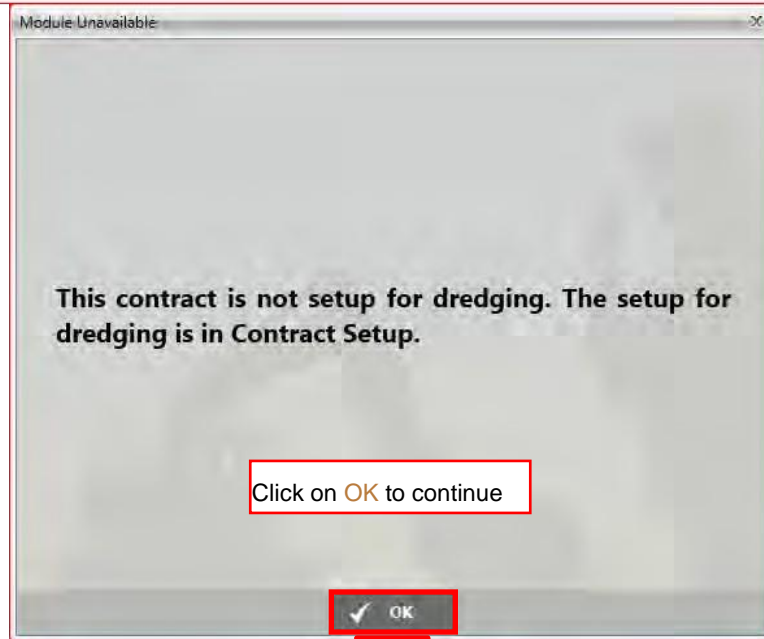 Module Unavailable
This contract is not setup for dredging. The setup for
dredging is in Contract Setup.
Click on OK to continue
OK